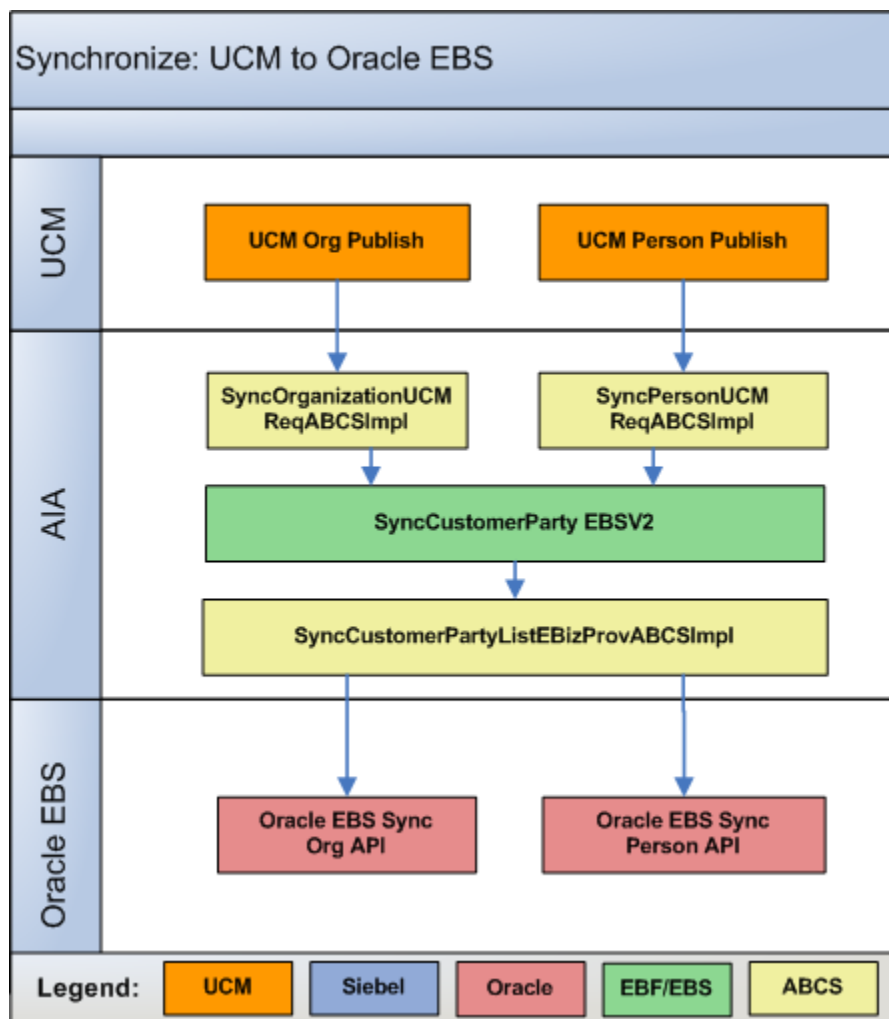 Synchronize: UCM to Oracle EBS
UCM
UCM Org Publish
UCM Person Publish
AIA
SyncOrganizationUCM
ReqABCSImpl
SyncPersonUCM
ReqABCSImpl
SyncCustomerParty EBSV2
SyncCustomerPartyListEBizProvABCSImpl
Oracle EBS
Oracle EBS Sync
Org API
Oracle EBS Sync
Person API
Legend:
UCM
Siebel
Oracle
EBF/EBS
ABCS